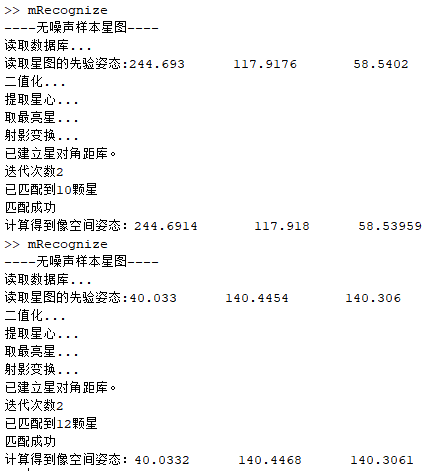 >> mRecognize
----无噪声样本星图----
读取数据库...
读取星图的先验姿态:244.693 117.9176 58.5402
二值化...
提取星心...
取最亮星...
射影变换...
已建立星对角距库。
迭代次数2
已匹配到10颗星
匹配成功
计算得到像空间姿态: 244.6914 117.918 58.53959
>> mRecognize
----无噪声样本星图----
读取数据库...
读取星图的先验姿态:40.033 140.4454 140.306
二值化...
提取星心...
取最亮星...
射影变换...
已建立星对角距库。
迭代次数2
已匹配到12颗星
匹配成功
计算得到像空间姿态: 40.0332 140.4468 140.3061